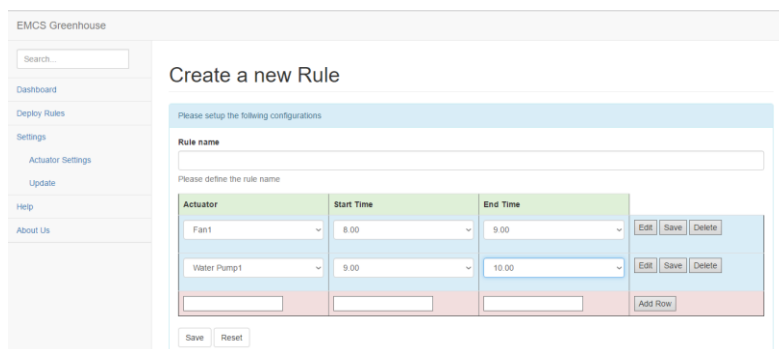 EMCS Greenhouse
Search...
Dashboard
Deploy Rules
Settings
Actuator Settings
Update
Help
About Us
Create a new Rule
Please setup the follwing configurations
Rule name
Please define the rule name
Actuator Start Time End Time
Fan1 8.00 9.00 Edit Save Delete
Water Pump1 9.00 10.00 Edit Save Delete
Add Row
Save Reset